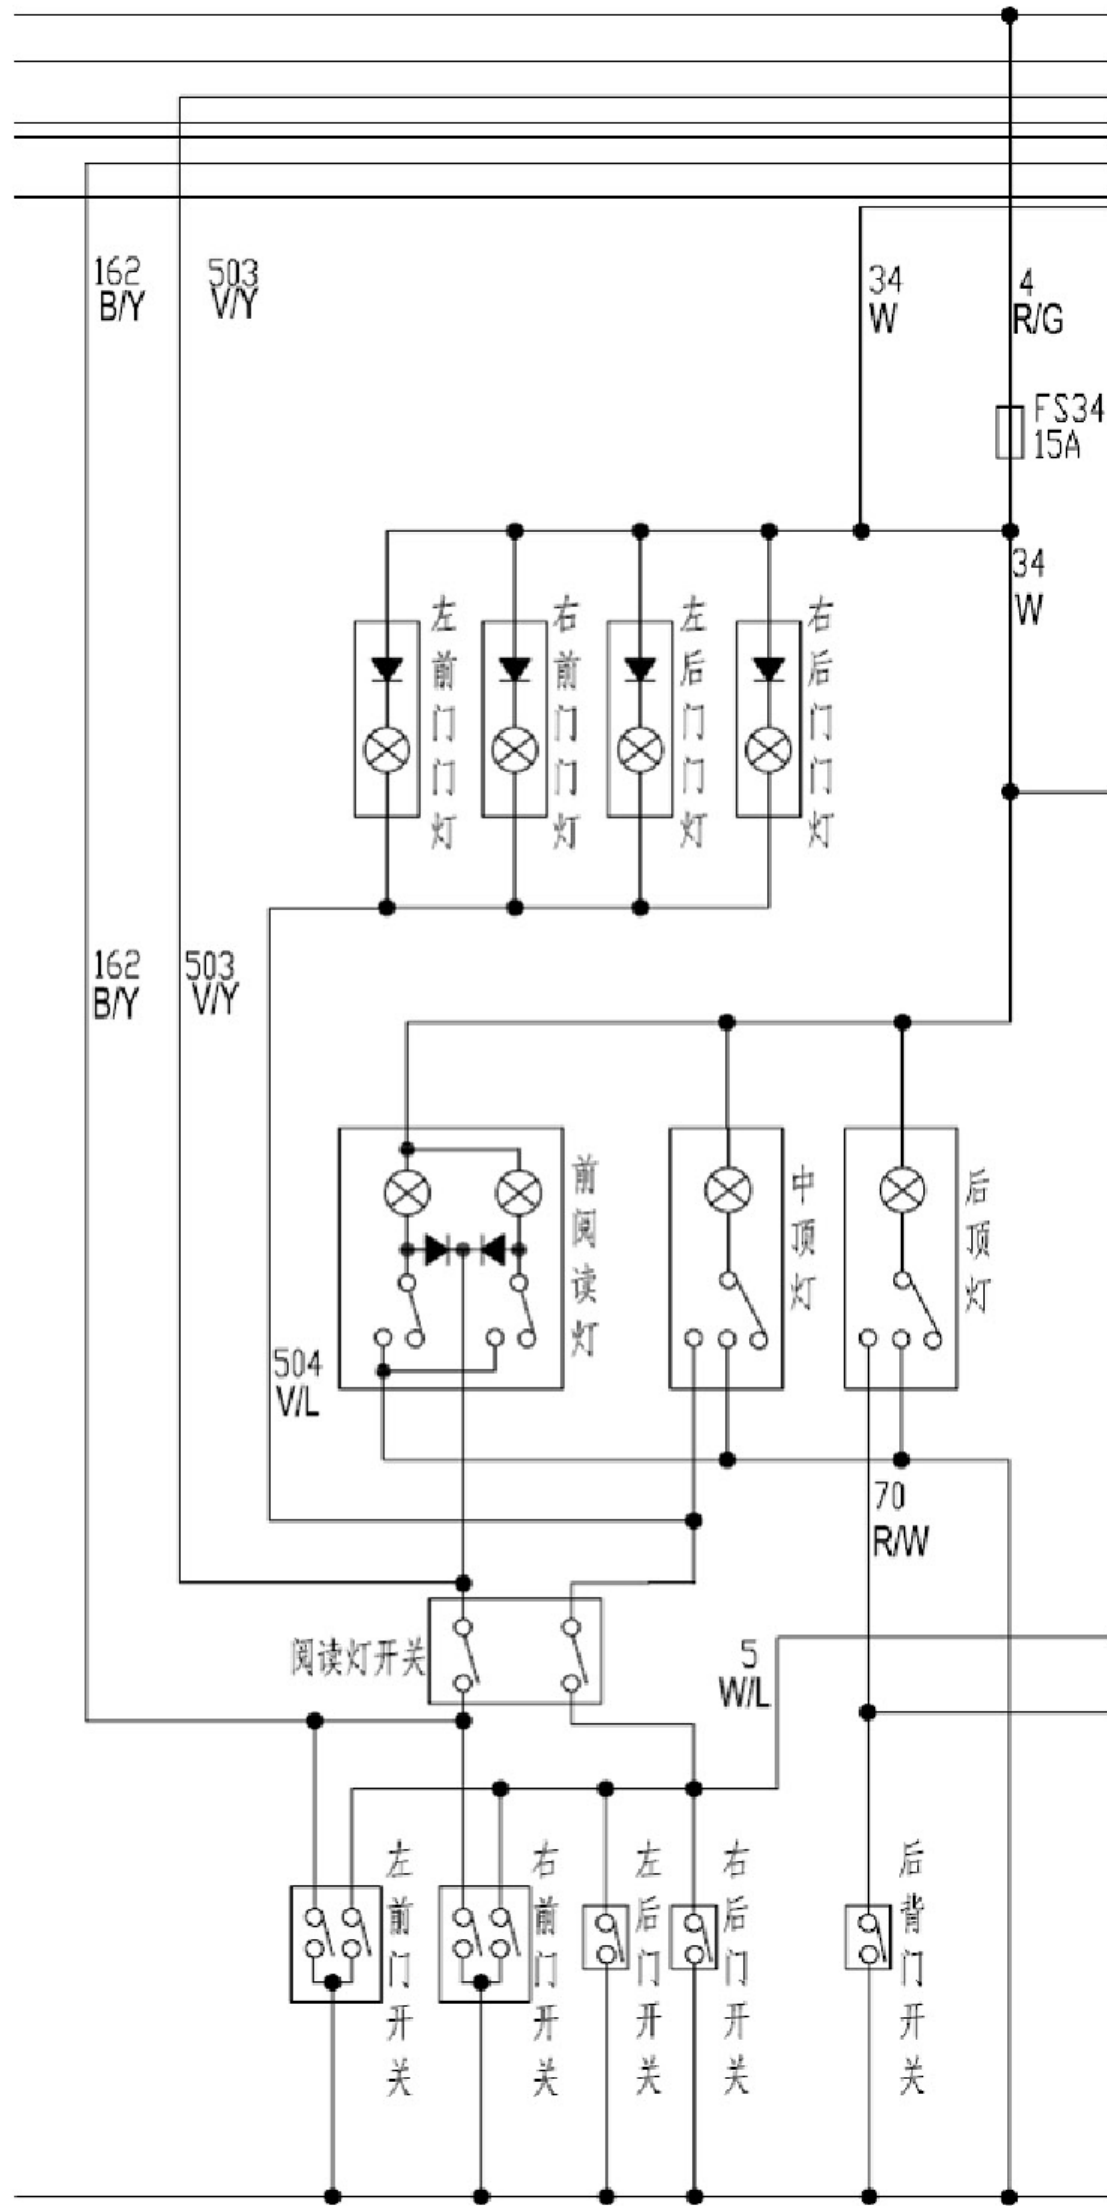 162
B/Y
503
V/Y
34
W
4
R/G
FS34
15A
34
W
左前门门灯
右前门门灯
左后门门灯
右后门门灯
162
B/Y
503
V/Y
前阅读灯
中顶灯
后顶灯
504
V/L
70
R/W
阅读灯开关
5
W/L
左前门开关
右前门开关
左后门开关
右后门开关
后背门开关